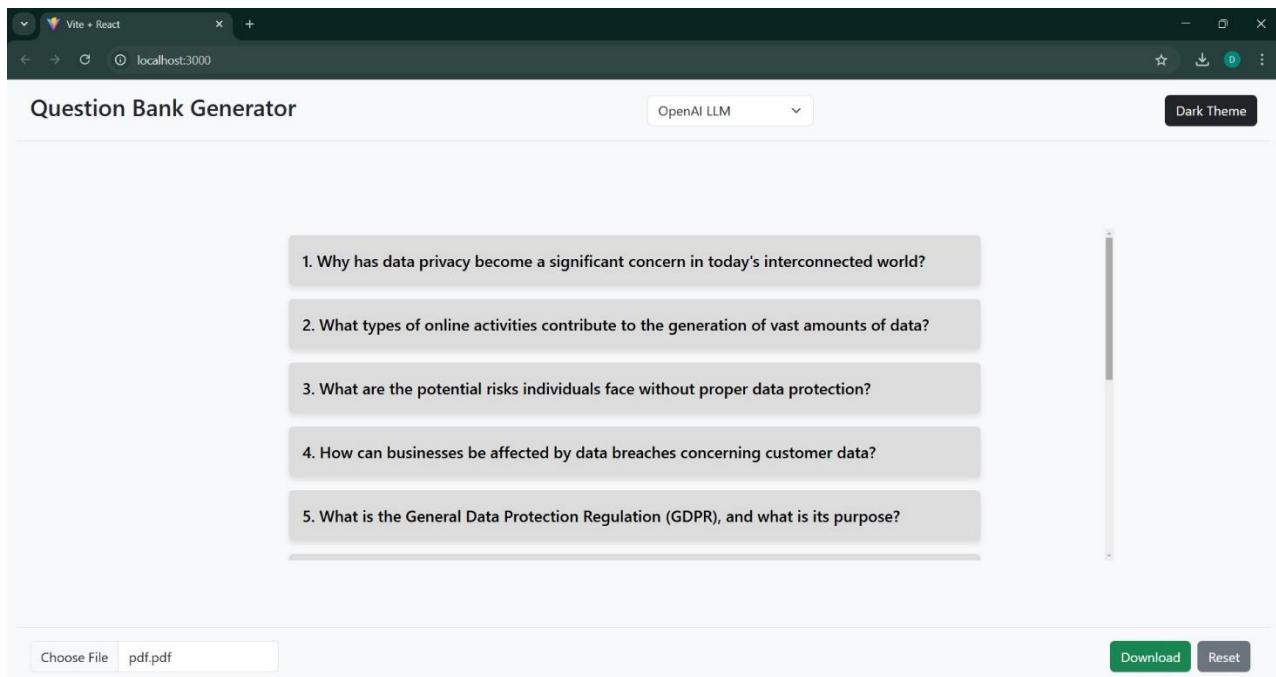 Vite + React
localhost:3000
D
Question Bank Generator
OpenAI LLM
Dark Theme
1. Why has data privacy become a significant concern in today's interconnected world?
2. What types of online activities contribute to the generation of vast amounts of data?
3. What are the potential risks individuals face without proper data protection?
4. How can businesses be affected by data breaches concerning customer data?
5. What is the General Data Protection Regulation (GDPR), and what is its purpose?
Choose File pdf.pdf
Download
Reset